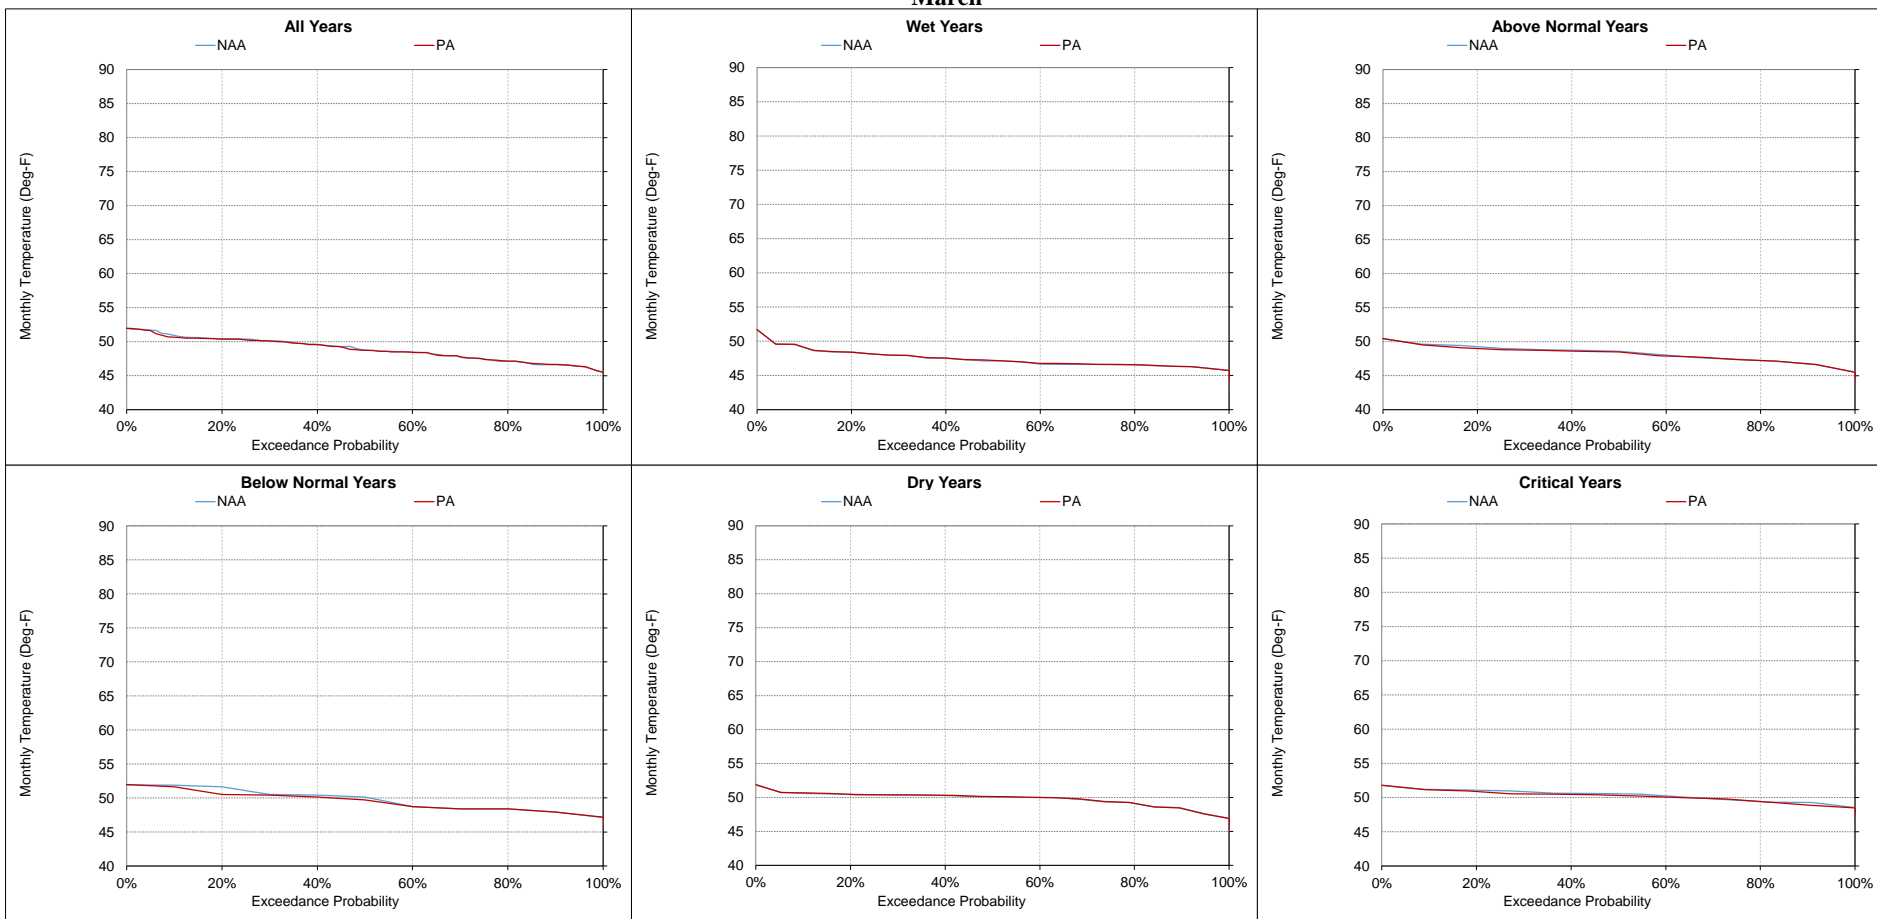 March
All Years
NAA PA
Monthly Temperature (Deg-F)
90
85
80
75
70
65
60
55
50
45
40
0% 20% 40% 60% 80% 100%
Exceedance Probability
Wet Years
NAA PA
Monthly Temperature (Deg-F)
90
85
80
75
70
65
60
55
50
45
40
0% 20% 40% 60% 80% 100%
Exceedance Probability
Above Normal Years
NAA PA
Monthly Temperature (Deg-F)
90
85
80
75
70
65
60
55
50
45
40
0% 20% 40% 60% 80% 100%
Exceedance Probability
Below Normal Years
NAA PA
Monthly Temperature (Deg-F)
90
85
80
75
70
65
60
55
50
45
40
0% 20% 40% 60% 80% 100%
Exceedance Probability
Dry Years
NAA PA
Monthly Temperature (Deg-F)
90
85
80
75
70
65
60
55
50
45
40
0% 20% 40% 60% 80% 100%
Exceedance Probability
Critical Years
NAA PA
Monthly Temperature (Deg-F)
90
85
80
75
70
65
60
55
50
45
40
0% 20% 40% 60% 80% 100%
Exceedance Probability